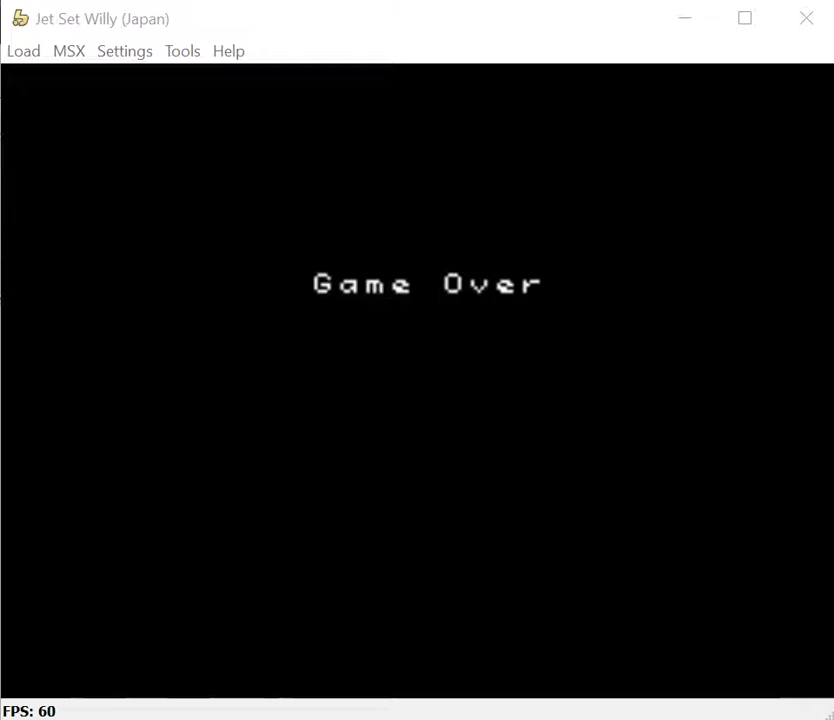 Jet Set Willy (Japan)
Load MSX Settings Tools Help
Game Over
FPS: 60